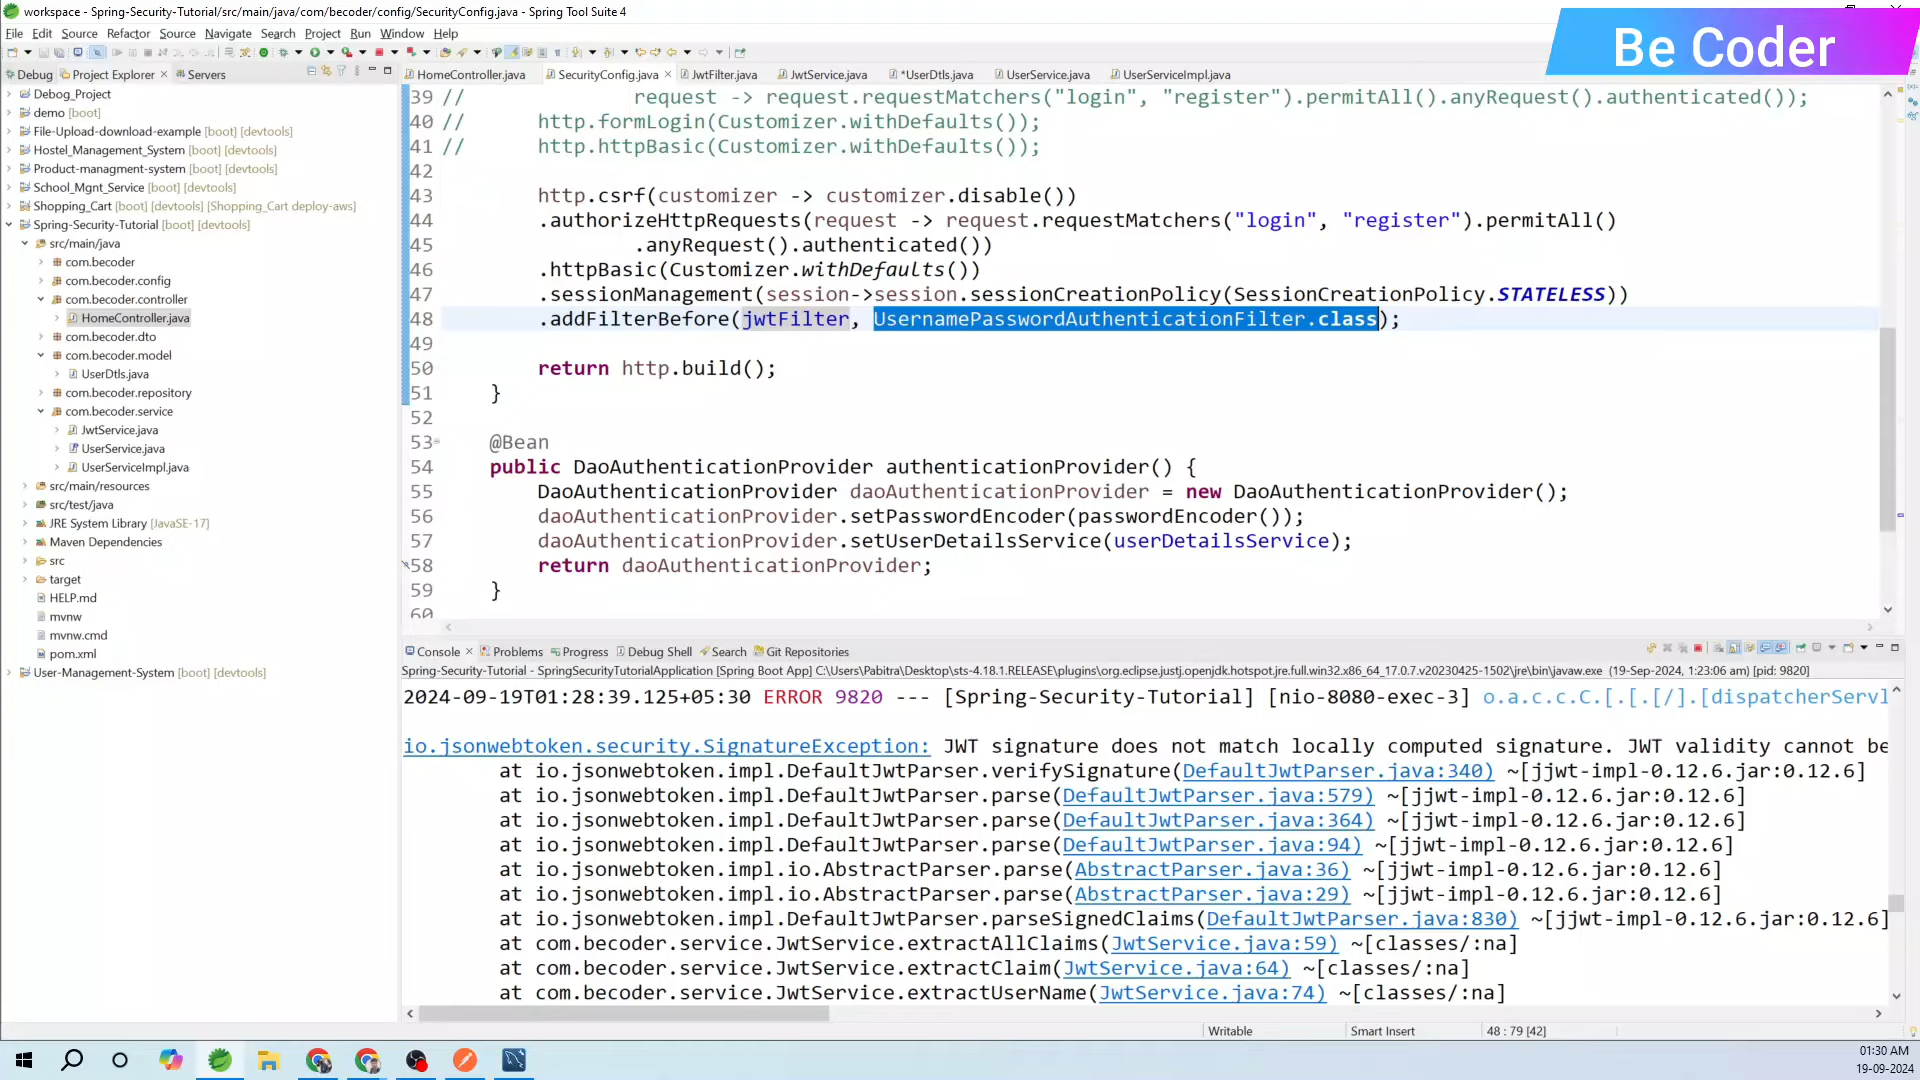 workspace - Spring-Security-Tutorial/src/main/java/com/becoder/config/SecurityConfig.java - Spring Tool Suite 4
File Edit Source Refactor Source Navigate Search Project Run Window Help
Be Coder
Debug Project Explorer Servers
HomeController.java SecurityConfig.java JwtFilter.java JwtService.java *UserDtls.java UserService.java UserServiceImpl.java
Debog_Project
demo [boot]
File-Upload-download-example [boot] [devtools]
Hostel_Management_System [boot] [devtools]
Product-managment-system [boot] [devtools]
School_Mgnt_Service [boot] [devtools]
Shopping_Cart [boot] [devtools] [Shopping_Cart deploy-aws]
Spring-Security-Tutorial [boot] [devtools]
src/main/java
com.becoder
com.becoder.config
com.becoder.controller
HomeController.java
com.becoder.dto
com.becoder.model
UserDtls.java
com.becoder.repository
com.becoder.service
JwtService.java
UserService.java
UserServiceImpl.java
src/main/resources
src/test/java
JRE System Library [JavaSE-17]
Maven Dependencies
src
target
HELP.md
mvnw
mvnw.cmd
pom.xml
User-Management-System [boot] [devtools]
39 // request -> request.requestMatchers("login", "register").permitAll().anyRequest().authenticated());
40 // http.formLogin(Customizer.withDefaults());
41 // http.httpBasic(Customizer.withDefaults());
42
43 http.csrf(customizer -> customizer.disable())
44 .authorizeHttpRequests(request -> request.requestMatchers("login", "register").permitAll()
45 .anyRequest().authenticated())
46 .httpBasic(Customizer.withDefaults())
47 .sessionManagement(session->session.sessionCreationPolicy(SessionCreationPolicy.STATELESS))
48 .addFilterBefore(jwtFilter, UsernamePasswordAuthenticationFilter.class);
49
50 return http.build();
51 }
52
53 @Bean
54 public DaoAuthenticationProvider authenticationProvider() {
55 DaoAuthenticationProvider daoAuthenticationProvider = new DaoAuthenticationProvider();
56 daoAuthenticationProvider.setPasswordEncoder(passwordEncoder());
57 daoAuthenticationProvider.setUserDetailsService(userDetailsService);
58 return daoAuthenticationProvider;
59 }
60
Console Problems Progress Debug Shell Search Git Repositories
Spring-Security-Tutorial - SpringSecurityTutorialApplication [Spring Boot App] C:\Users\Pabitra\Desktop\sts-4.18.1.RELEASE\plugins\org.eclipse.justj.openjdk.hotspot.jre.full.win32.x86_64_17.0.7.v20230425-1502\jre\bin\javaw.exe (19-Sep-2024, 1:23:06 am) [pid: 9820]
2024-09-19T01:28:39.125+05:30 ERROR 9820 --- [Spring-Security-Tutorial] [nio-8080-exec-3] o.a.c.c.C.[.[.[/].[dispatcherServl
io.jsonwebtoken.security.SignatureException: JWT signature does not match locally computed signature. JWT validity cannot be
at io.jsonwebtoken.impl.DefaultJwtParser.verifySignature(DefaultJwtParser.java:340) ~[jjwt-impl-0.12.6.jar:0.12.6]
at io.jsonwebtoken.impl.DefaultJwtParser.parse(DefaultJwtParser.java:579) ~[jjwt-impl-0.12.6.jar:0.12.6]
at io.jsonwebtoken.impl.DefaultJwtParser.parse(DefaultJwtParser.java:364) ~[jjwt-impl-0.12.6.jar:0.12.6]
at io.jsonwebtoken.impl.DefaultJwtParser.parse(DefaultJwtParser.java:94) ~[jjwt-impl-0.12.6.jar:0.12.6]
at io.jsonwebtoken.impl.io.AbstractParser.parse(AbstractParser.java:36) ~[jjwt-impl-0.12.6.jar:0.12.6]
at io.jsonwebtoken.impl.io.AbstractParser.parse(AbstractParser.java:29) ~[jjwt-impl-0.12.6.jar:0.12.6]
at io.jsonwebtoken.impl.DefaultJwtParser.parseSignedClaims(DefaultJwtParser.java:830) ~[jjwt-impl-0.12.6.jar:0.12.6]
at com.becoder.service.JwtService.extractAllClaims(JwtService.java:59) ~[classes/:na]
at com.becoder.service.JwtService.extractClaim(JwtService.java:64) ~[classes/:na]
at com.becoder.service.JwtService.extractUserName(JwtService.java:74) ~[classes/:na]
Writable Smart Insert 48 : 79 [42]
01:30 AM
19-09-2024